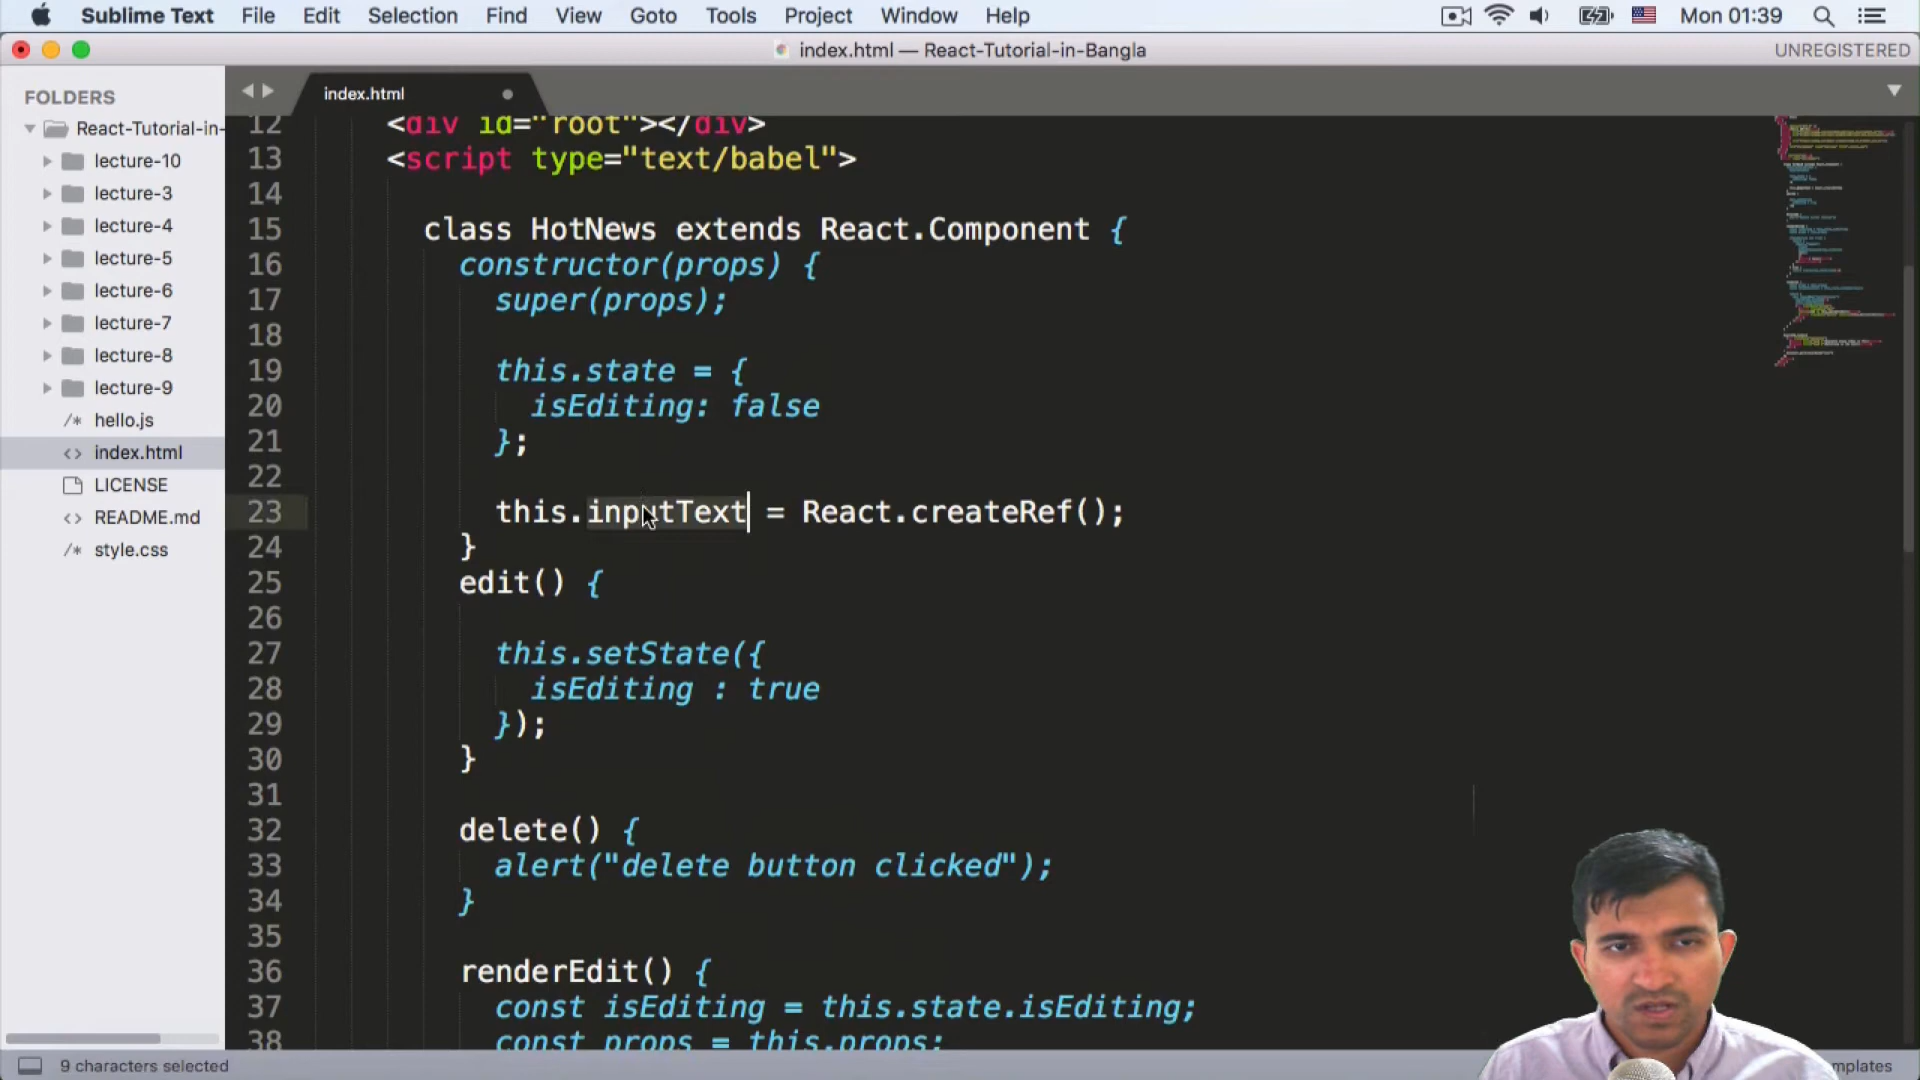 Sublime Text File Edit Selection Find View Goto Tools Project Window Help Mon 01:39
index.html — React-Tutorial-in-Bangla UNREGISTERED
FOLDERS
React-Tutorial-in-
lecture-10
lecture-3
lecture-4
lecture-5
lecture-6
lecture-7
lecture-8
lecture-9
/* hello.js
<> index.html
LICENSE
<> README.md
/* style.css
index.html
12 <div id="root"></div>
13 <script type="text/babel">
14
15 class HotNews extends React.Component {
16 constructor(props) {
17 super(props);
18
19 this.state = {
20 isEditing: false
21 };
22
23 this.inputText = React.createRef();
24 }
25 edit() {
26
27 this.setState({
28 isEditing : true
29 });
30 }
31
32 delete() {
33 alert("delete button clicked");
34 }
35
36 renderEdit() {
37 const isEditing = this.state.isEditing;
38 const props = this.props;
9 characters selected
mplates